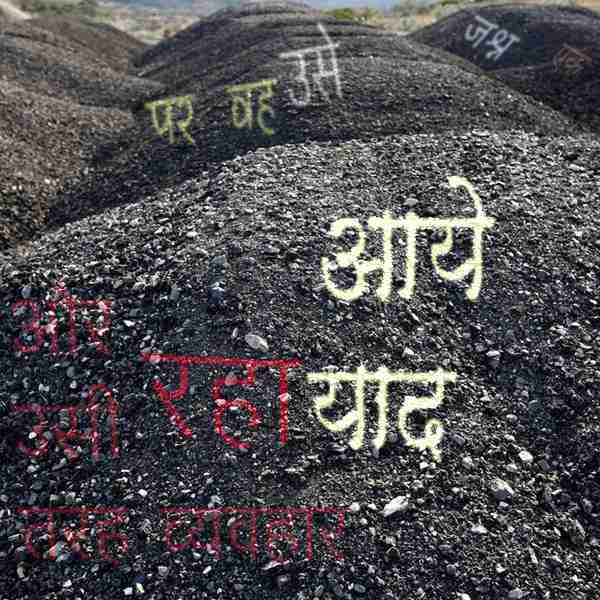 जश्न
पर वह उसे
आये
और
रहा याद
उसी
तरह व्यवहार